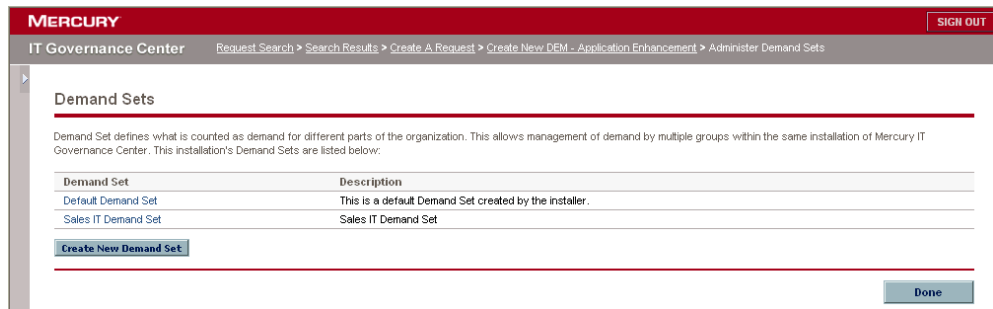 MERCURY
SIGN OUT
IT Governance Center
Request Search > Search Results > Create A Request > Create New DEM - Application Enhancement > Administer Demand Sets
Demand Sets
Demand Set defines what is counted as demand for different parts of the organization. This allows management of demand by multiple groups within the same installation of Mercury IT
Governance Center. This installation's Demand Sets are listed below:
Demand Set Description
Default Demand Set This is a default Demand Set created by the installer.
Sales IT Demand Set Sales IT Demand Set
Create New Demand Set
Done